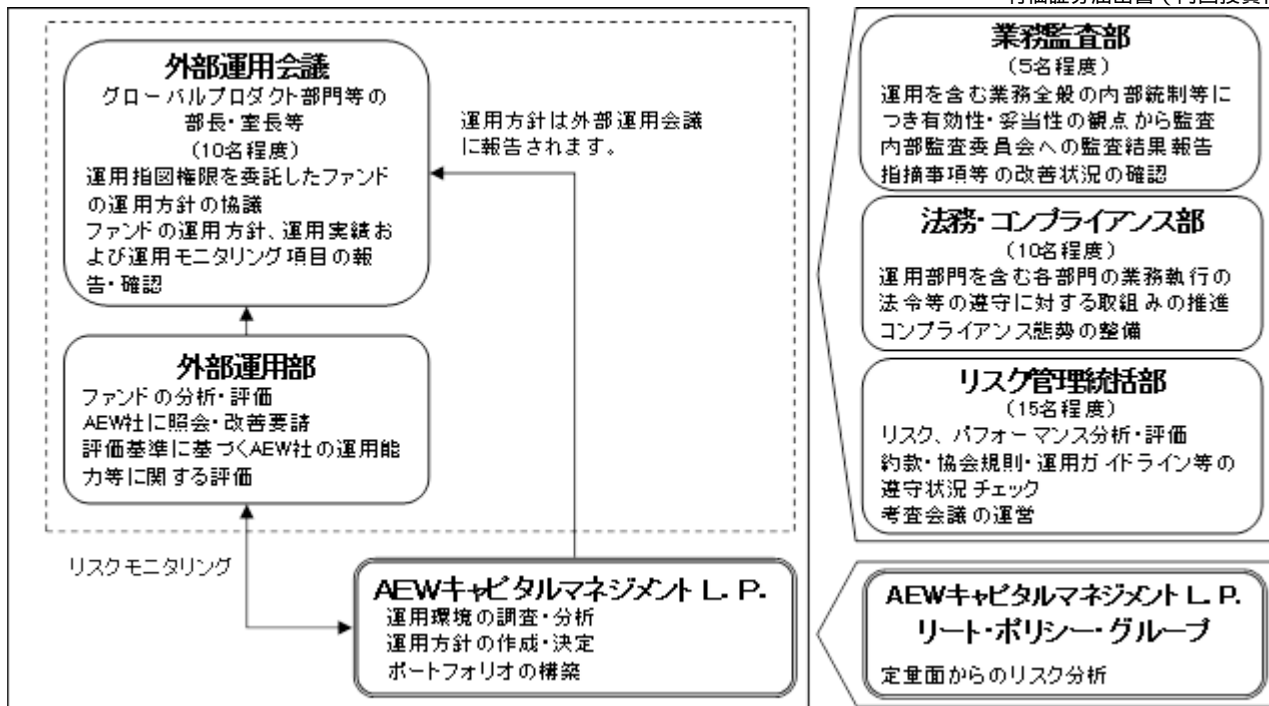 外部運用会議
グローバルプロダクト部門等の
部長・室長等
(10名程度)
運用指図権限を委託したファンド
の運用方針の協議
ファンドの運用方針、運用実績お
よび運用モニタリング項目の報
告・確認
運用方針は外部運用会議
に報告されます。
外部運用部
ファンドの分析・評価
AEW社に照会・改善要請
評価基準に基づくAEW社の運用能
力等に関する評価
リスクモニタリング
AEWキャピタルマネジメント L. P.
運用環境の調査・分析
運用方針の作成・決定
ポートフォリオの構築
業務監査部
(5名程度)
運用を含む業務全般の内部統制等に
つき有効性・妥当性の観点から監査
内部監査委員会への監査結果報告
指摘事項等の改善状況の確認
法務・コンプライアンス部
(10名程度)
運用部門を含む各部門の業務執行の
法令等の遵守に対する取組みの推進
コンプライアンス態勢の整備
リスク管理統括部
(15名程度)
リスク、パフォーマンス分析・評価
約款・協会規則・運用ガイドライン等の
遵守状況チェック
考査会議の運営
AEWキャピタルマネジメント L. P.
リート・ポリシー・グループ
定量面からのリスク分析